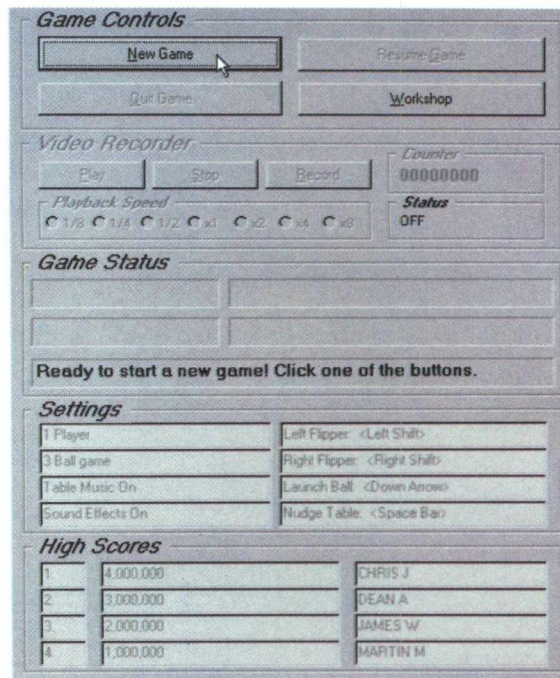 Game Controls
New Game
Resume Game
Quit Game
Workshop
Video Recorder
Play Stop Record
Counter
00000000
Playback Speed
1/8 1/4 1/2 x1 x2 x4 x8
Status
OFF
Game Status
Ready to start a new game! Click one of the buttons.
Settings
1 Player Left Flipper: <Left Shift>
3 Ball game Right Flipper: <Right Shift>
Table Music On Launch Ball: <Down Arrow>
Sound Effects On Nudge Table: <Space Bar>
High Scores
1 4,000,000 CHRIS J
2 3,000,000 DEAN A
3 2,000,000 JAMES W
4 1,000,000 MARTIN M